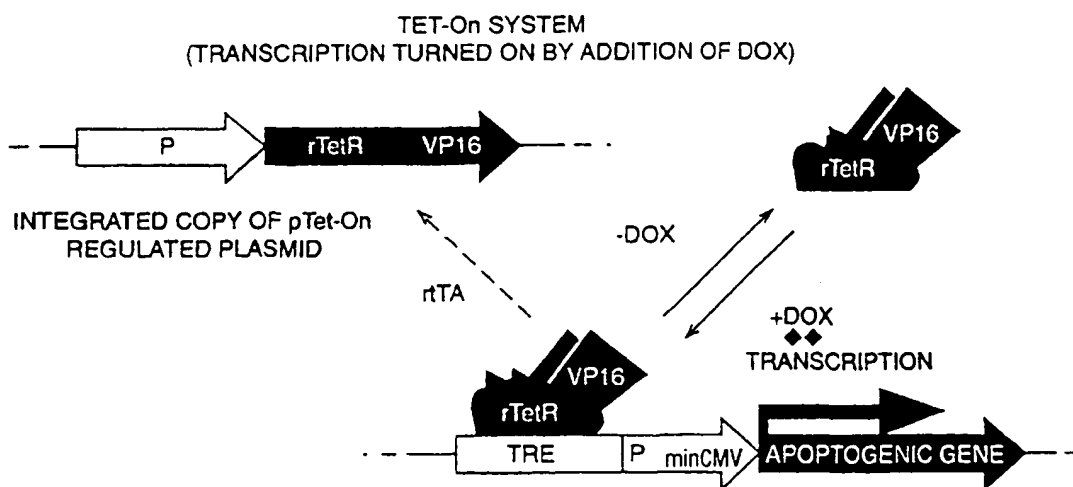 TET-On SYSTEM
(TRANSCRIPTION TURNED ON BY ADDITION OF DOX)
P
rTetR VP16
VP16
rTetR
INTEGRATED COPY OF pTet-On
REGULATED PLASMID
-DOX
rtTA
+DOX
TRANSCRIPTION
VP16
rTetR
TRE
P minCMV
APOPTOGENIC GENE